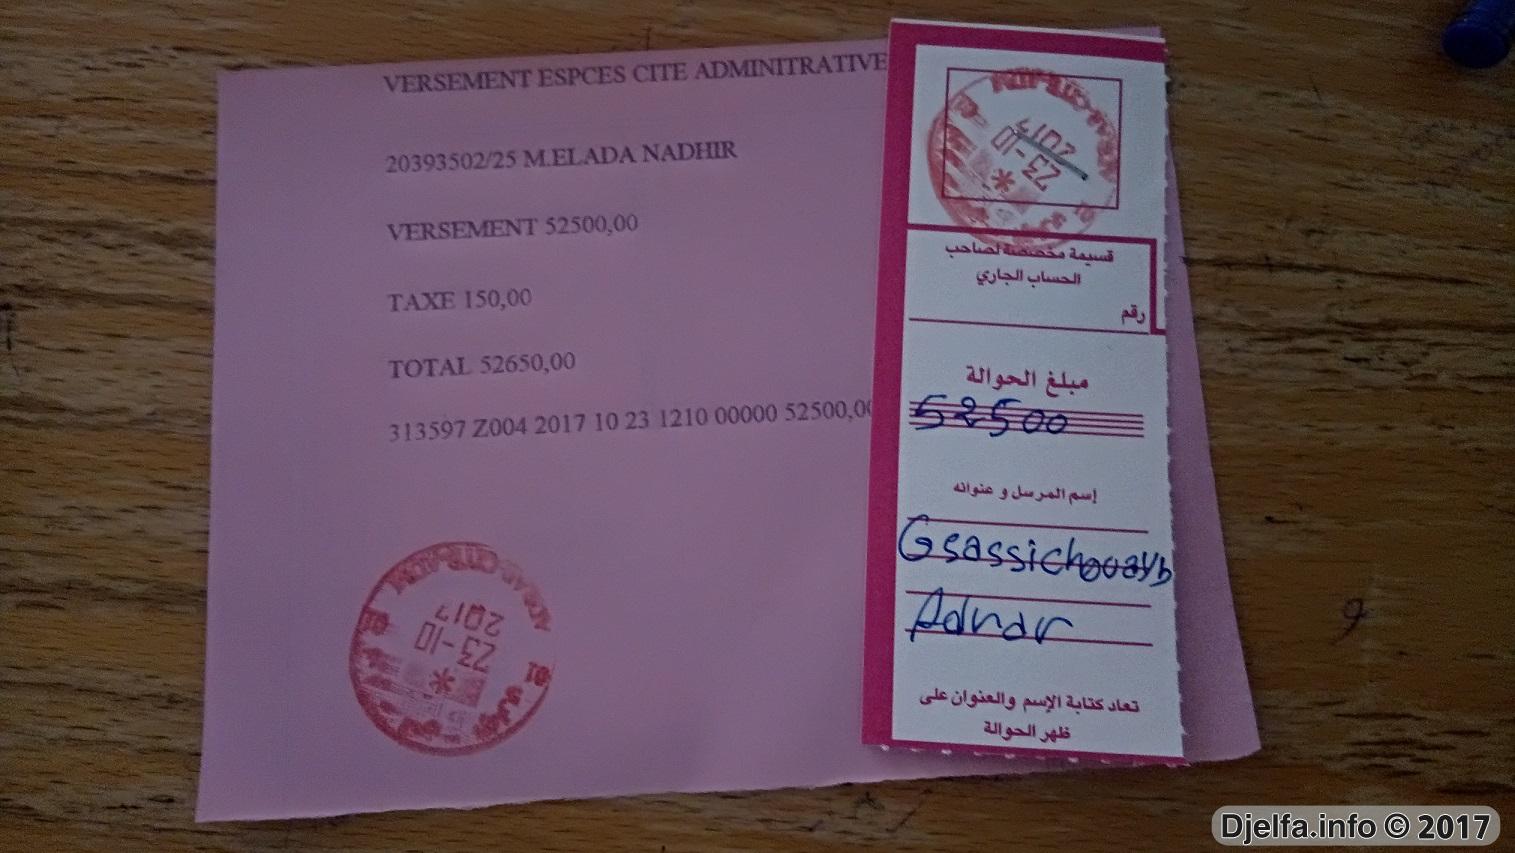 VERSEMENT ESPCES CITE ADMINITRATIVE
20393502/25 M.ELADA NADHIR
VERSEMENT 52500,00
TAXE 150,00
TOTAL 52650,00
313597 Z004 2017 10 23 1210 00000 52500,00
23-10
2017
23-10
2017
قسيمة مخصصة لصاحب
الحساب الجاري
رقم
مبلغ الحوالة
52500
إسم المرسل و عنوانه
Gsassichouayb
Adnar
تعاد كتابة الإسم والعنوان على
ظهر الحوالة
Djelfa.info © 2017